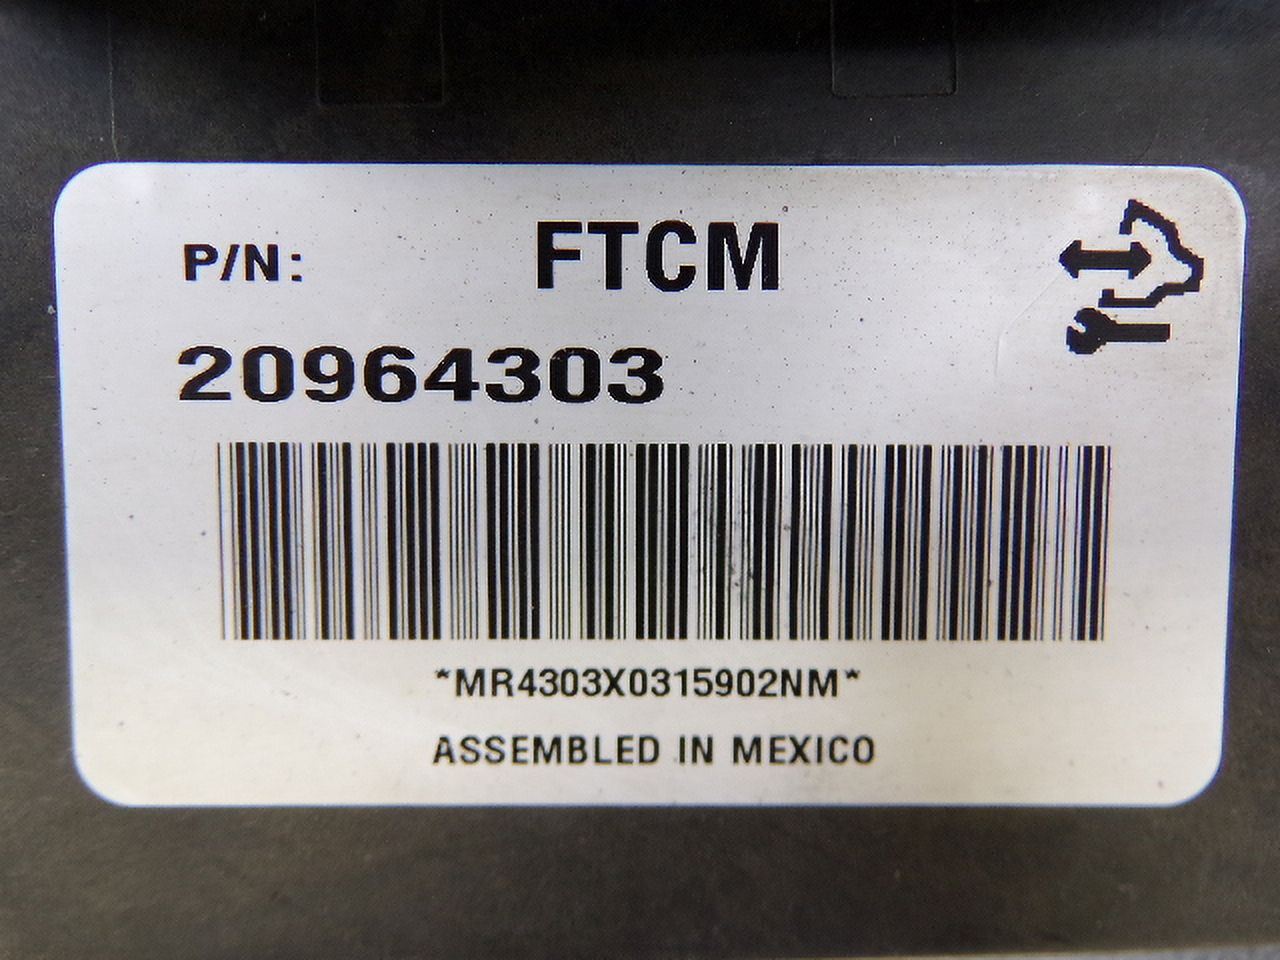 P/N: FTCM
20964303
*MR4303X0315902NM*
ASSEMBLED IN MEXICO